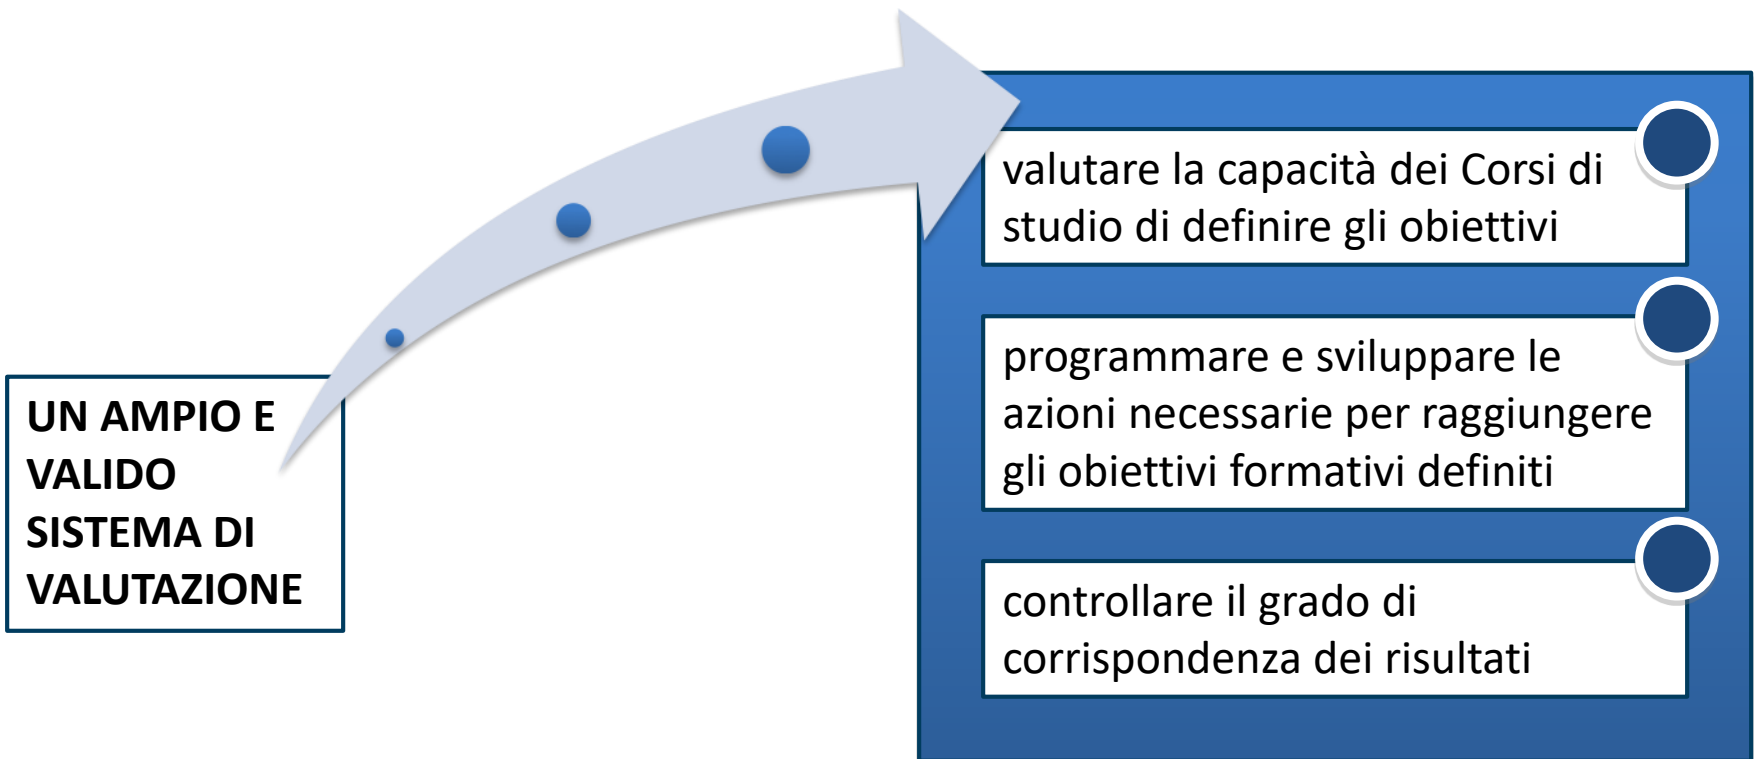 UN AMPIO E
VALIDO
SISTEMA DI
VALUTAZIONE
valutare la capacità dei Corsi di
studio di definire gli obiettivi
programmare e sviluppare le
azioni necessarie per raggiungere
gli obiettivi formativi definiti
controllare il grado di
corrispondenza dei risultati